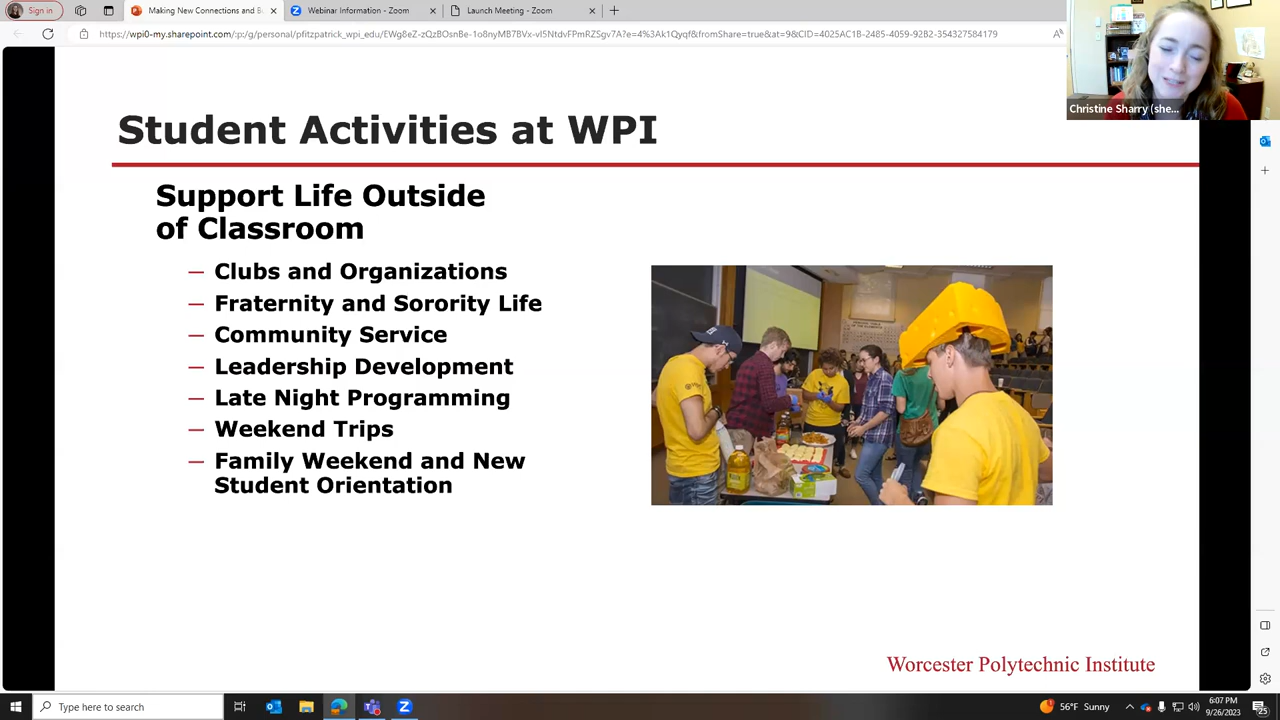 Sign in
Making New Connections and B
Webinar Information - Zoom
Launch Meeting - Zoom
Christine Sharry (she...
Student Activities at WPI
Support Life Outside
of Classroom
— Clubs and Organizations
— Fraternity and Sorority Life
— Community Service
— Leadership Development
— Late Night Programming
— Weekend Trips
— Family Weekend and New
Student Orientation
Worcester Polytechnic Institute
Type here to search
56°F Sunny
6:07 PM
9/26/2023